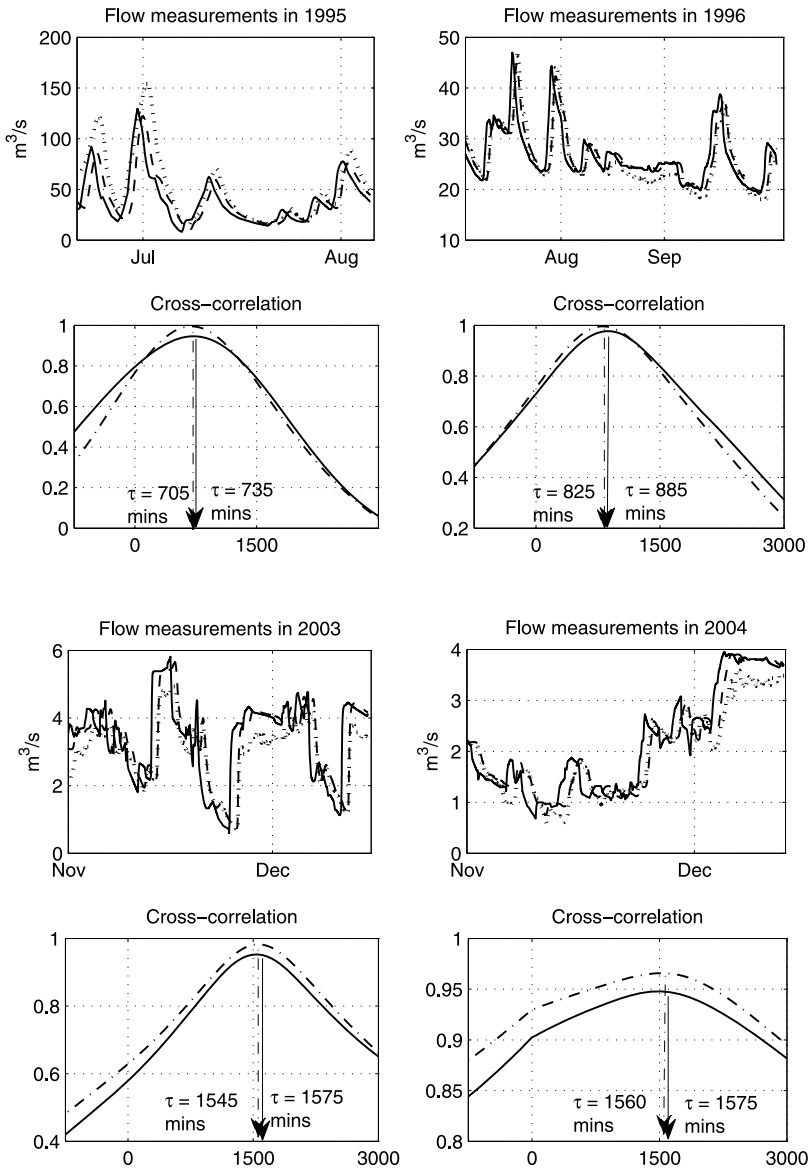 Flow measurements in 1995
m³/s
200
150
100
50
0
Jul
Aug
Flow measurements in 1996
m³/s
50
40
30
20
10
Aug
Sep
Cross−correlation
1
0.8
0.6
0.4
0.2
0
τ = 705
mins
τ = 735
mins
0
1500
Cross−correlation
1
0.8
0.6
0.4
0.2
τ = 825
mins
τ = 885
mins
0
1500
3000
Flow measurements in 2003
m³/s
6
4
2
0
Nov
Dec
Flow measurements in 2004
m³/s
4
3
2
1
0
Nov
Dec
Cross−correlation
1
0.8
0.6
0.4
τ = 1545
mins
τ = 1575
mins
0
1500
3000
Cross−correlation
1
0.95
0.9
0.85
0.8
τ = 1560
mins
τ = 1575
mins
0
1500
3000